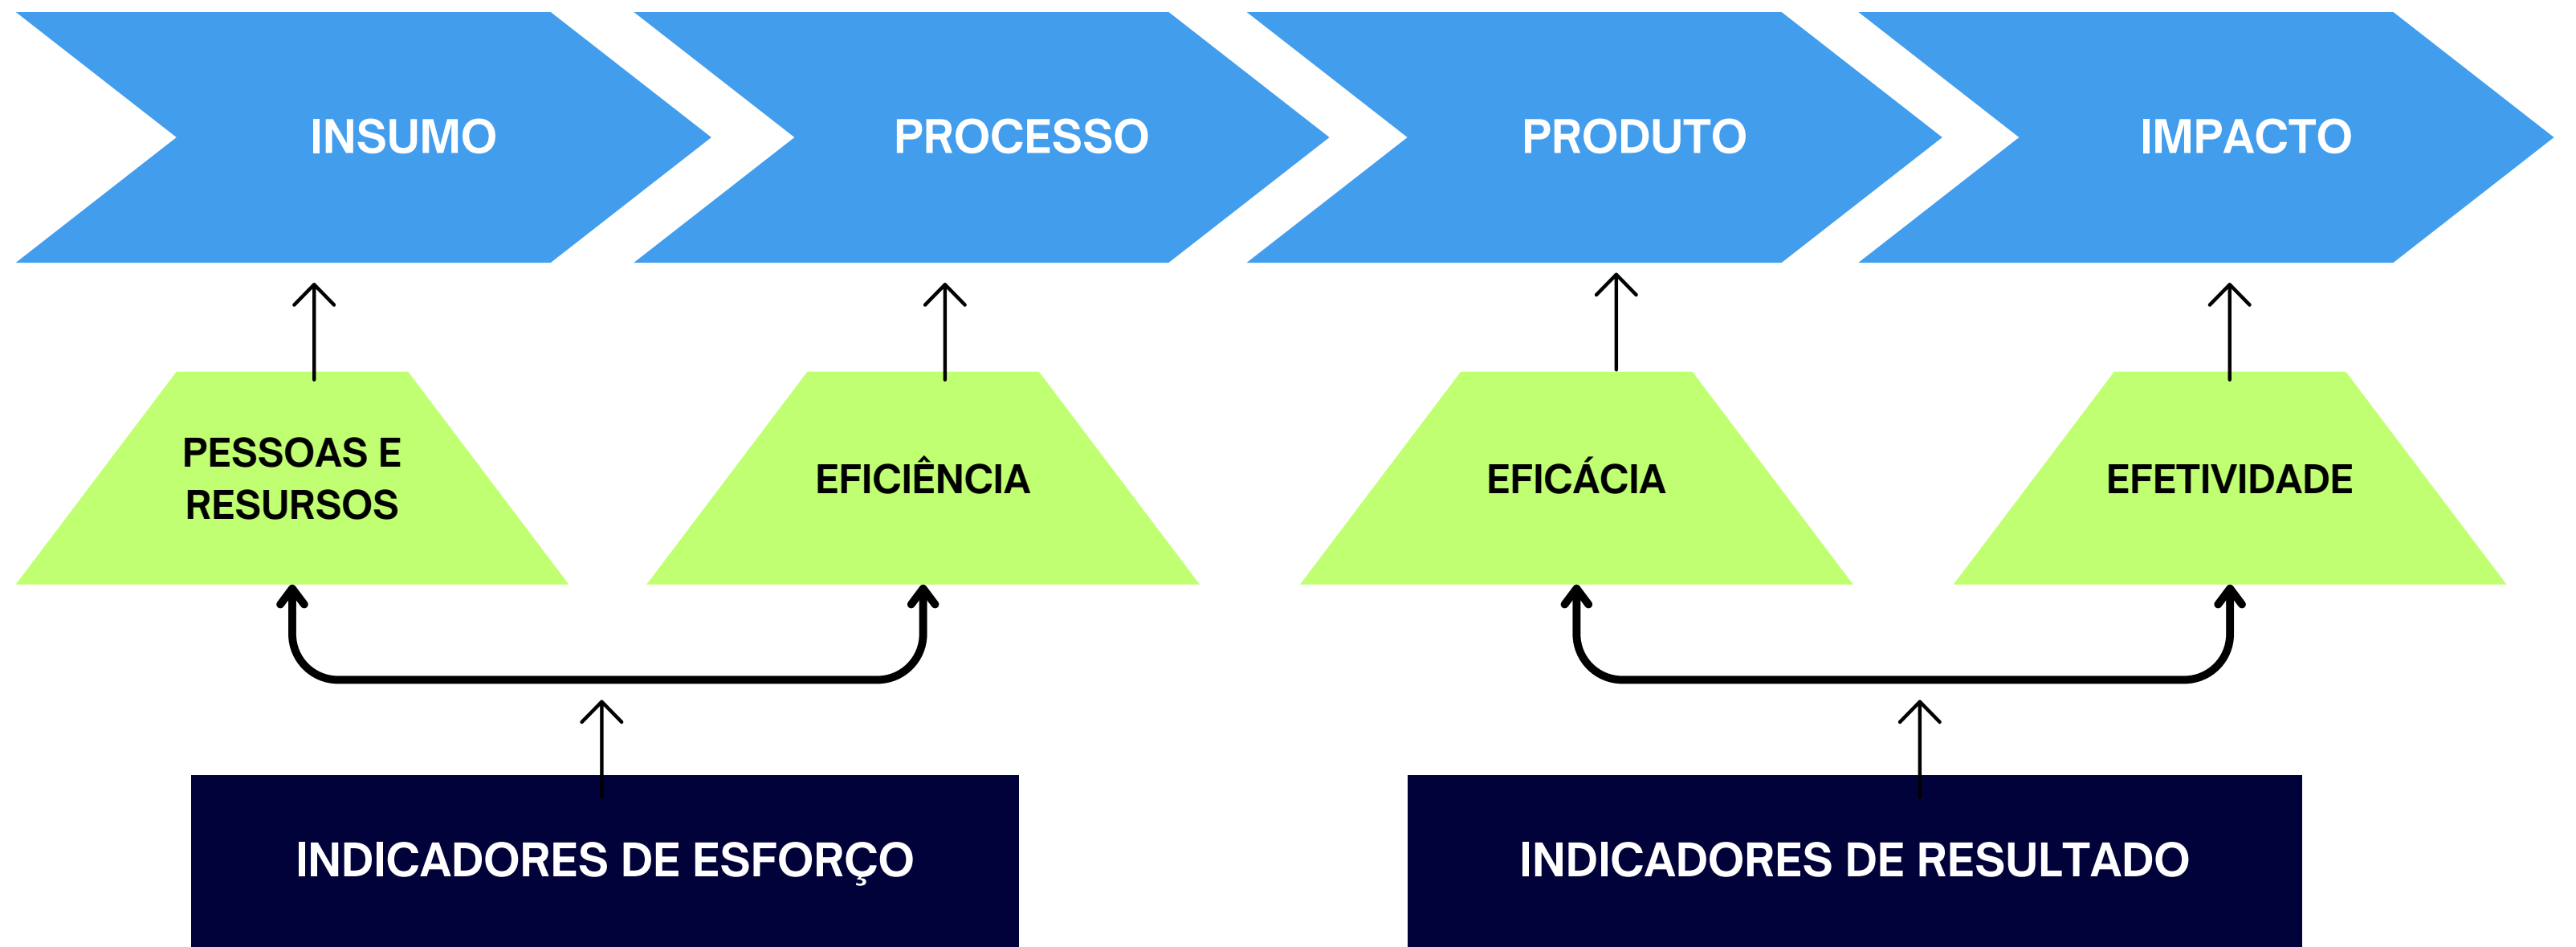 INSUMO
PROCESSO
PRODUTO
IMPACTO
PESSOAS E
RESURSOS
EFICIÊNCIA
EFICÁCIA
EFETIVIDADE
INDICADORES DE ESFORÇO
INDICADORES DE RESULTADO